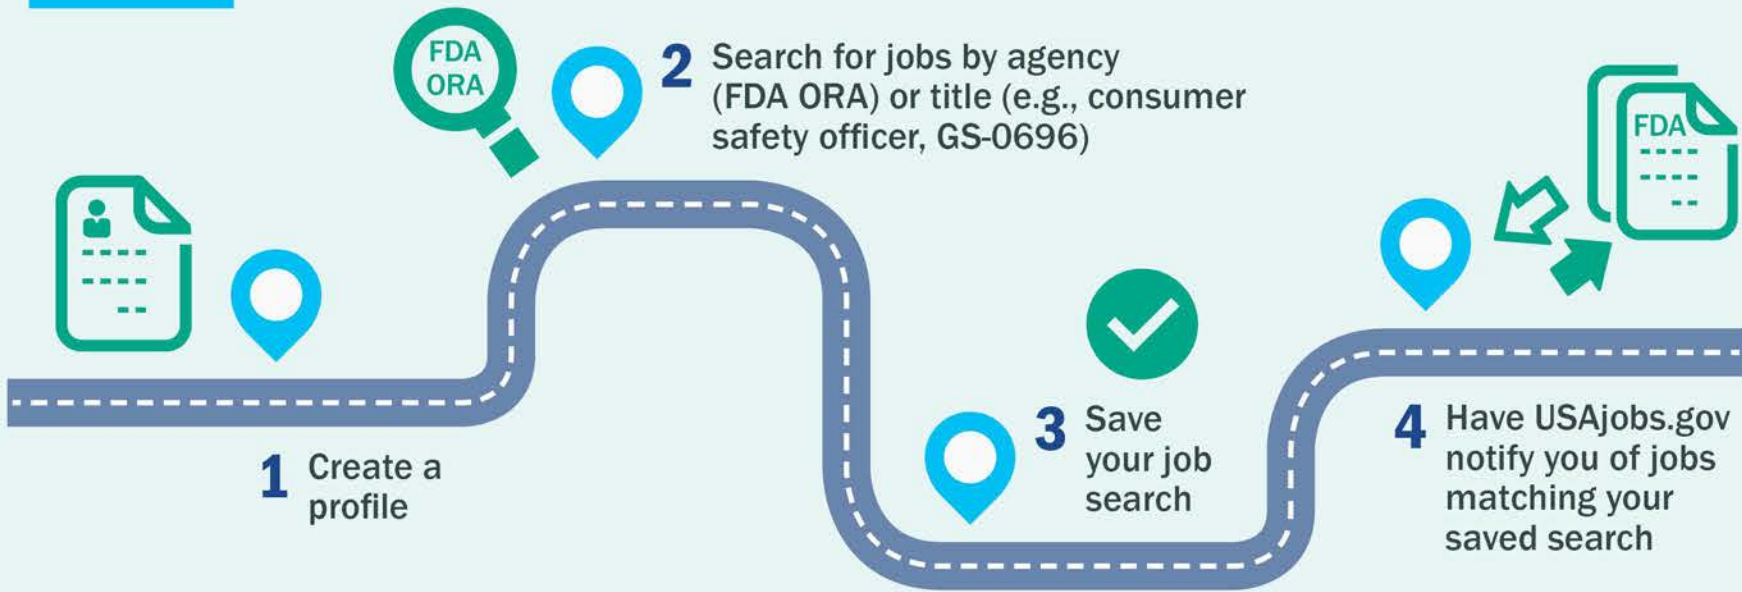 FDA
ORA
2 Search for jobs by agency
(FDA ORA) or title (e.g., consumer
safety officer, GS-0696)
FDA
1 Create a
profile
3 Save
your job
search
4 Have USAjobs.gov
notify you of jobs
matching your
saved search